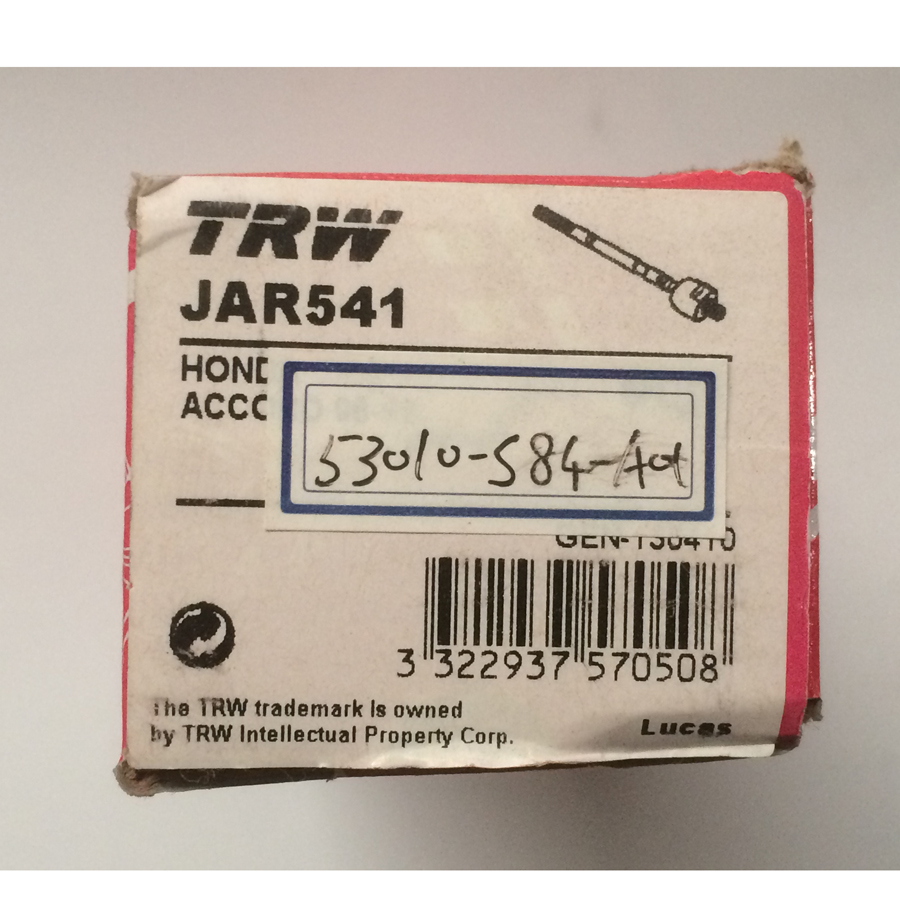 TRW
JAR541
HOND
ACCO
53010-S84-A01
GEN-130410
3 322937 570508
The TRW trademark is owned
by TRW Intellectual Property Corp.
Lucas